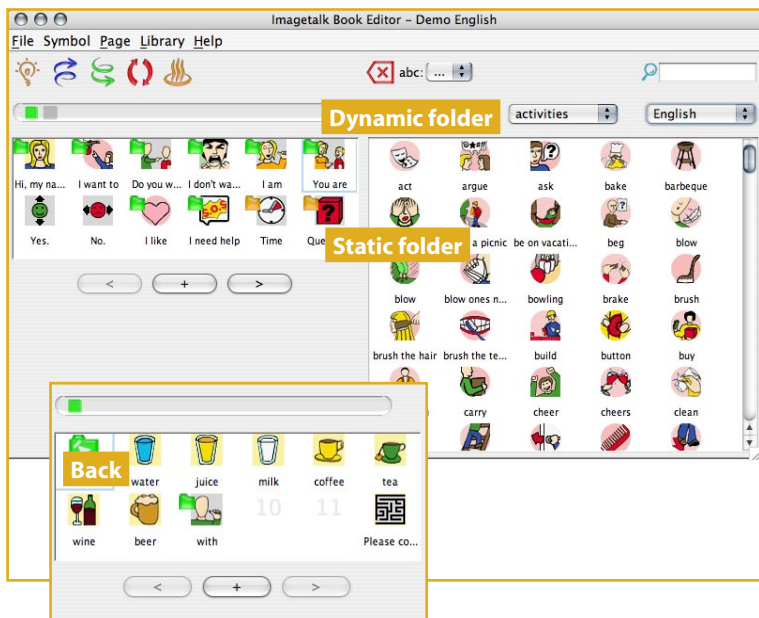 Imagetalk Book Editor – Demo English
File Symbol Page Library Help
abc: ...
Dynamic folder
activities
English
Hi, my na... I want to Do you w... I don't wa... I am You are
Yes. No. I like I need help Time Que
Static folder
< + >
act argue ask bake barbeque
a picnic be on vacati... beg blow
blow blow ones n... bowling brake brush
brush the hair brush the te... build button buy
carry cheer cheers clean
Back
water juice milk coffee tea
10 11
wine beer with Please co...
< + >